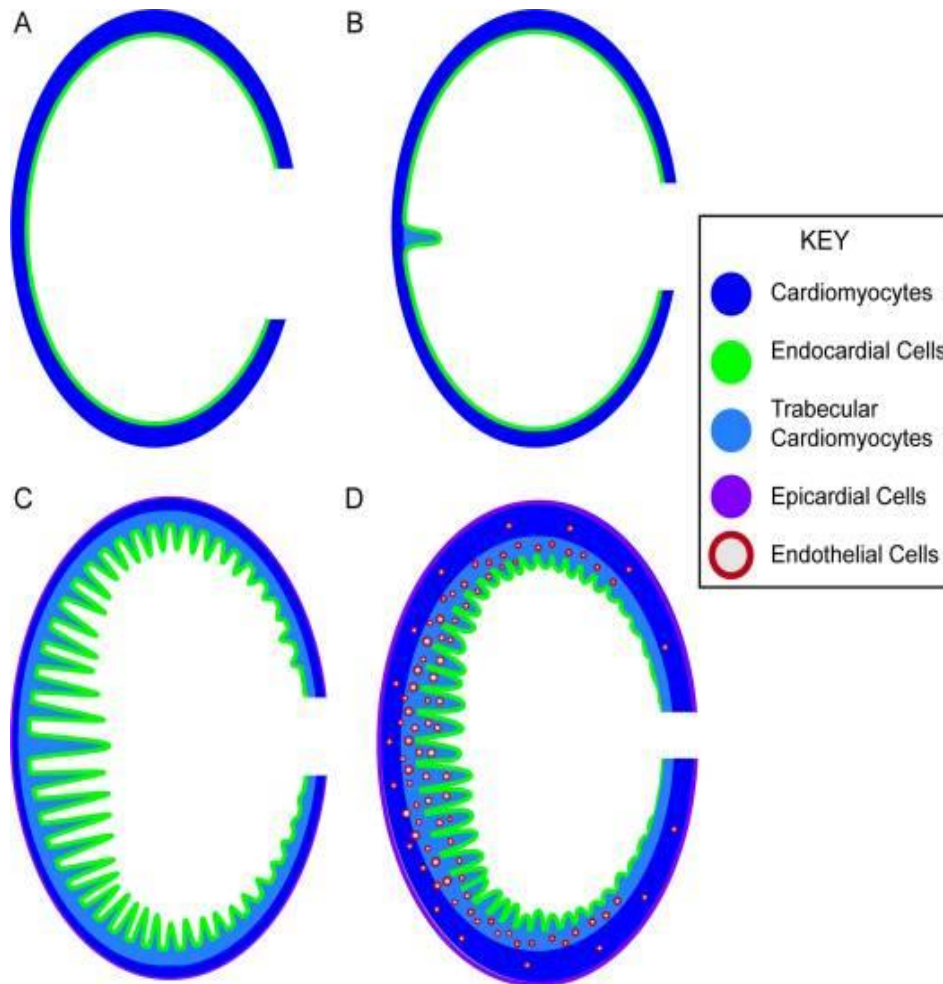 A
B
KEY
Cardiomyocytes
Endocardial Cells
Trabecular
Cardiomyocytes
Epicardial Cells
Endothelial Cells
C
D